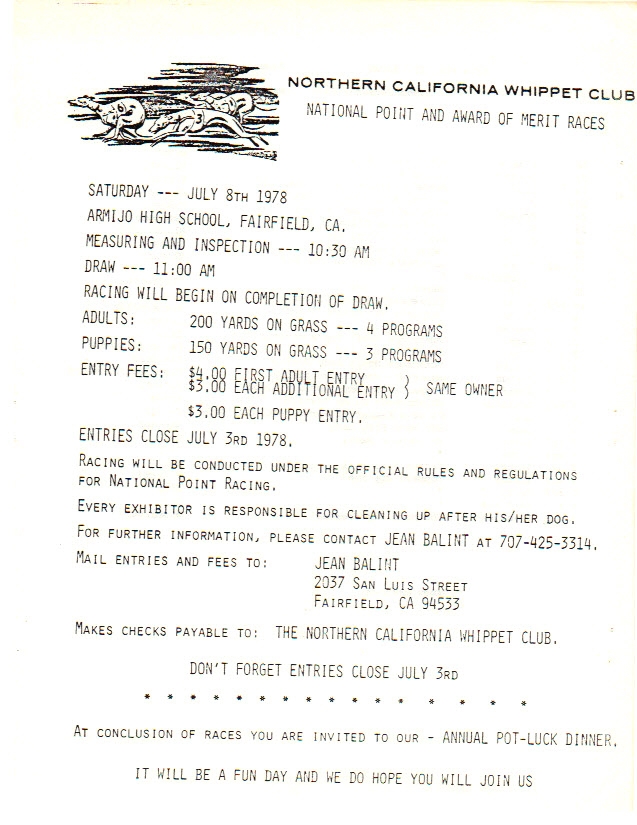 NORTHERN CALIFORNIA WHIPPET CLUB
NATIONAL POINT AND AWARD OF MERIT RACES
3
SATURDAY --- JULY 8TH 1978
ARMIJO HIGH SCHOOL, FAIRFIELD, CA.
MEASURING AND INSPECTION --- 10:30 AM
DRAW --- 11:00 AM
RACING WILL BEGIN ON COMPLETION OF DRAW.
ADULTS: 200 YARDS ON GRASS --- 4 PROGRAMS
PUPPIES: 150 YARDS ON GRASS --- 3 PROGRAMS
ENTRY FEES: $4.00 FIRST ADULT ENTRY )
$3.00 EACH ADDITIONAL ENTRY ) SAME OWNER
$3.00 EACH PUPPY ENTRY.
ENTRIES CLOSE JULY 3RD 1978.
RACING WILL BE CONDUCTED UNDER THE OFFICIAL RULES AND REGULATIONS
FOR NATIONAL POINT RACING.
EVERY EXHIBITOR IS RESPONSIBLE FOR CLEANING UP AFTER HIS/HER DOG.
FOR FURTHER INFORMATION, PLEASE CONTACT JEAN BALINT AT 707-425-3314.
MAIL ENTRIES AND FEES TO: JEAN BALINT
2037 SAN LUIS STREET
FAIRFIELD, CA 94533
MAKES CHECKS PAYABLE TO: THE NORTHERN CALIFORNIA WHIPPET CLUB.
DON'T FORGET ENTRIES CLOSE JULY 3RD
* * * * * * * * * * * * *
AT CONCLUSION OF RACES YOU ARE INVITED TO OUR - ANNUAL POT-LUCK DINNER.
IT WILL BE A FUN DAY AND WE DO HOPE YOU WILL JOIN US